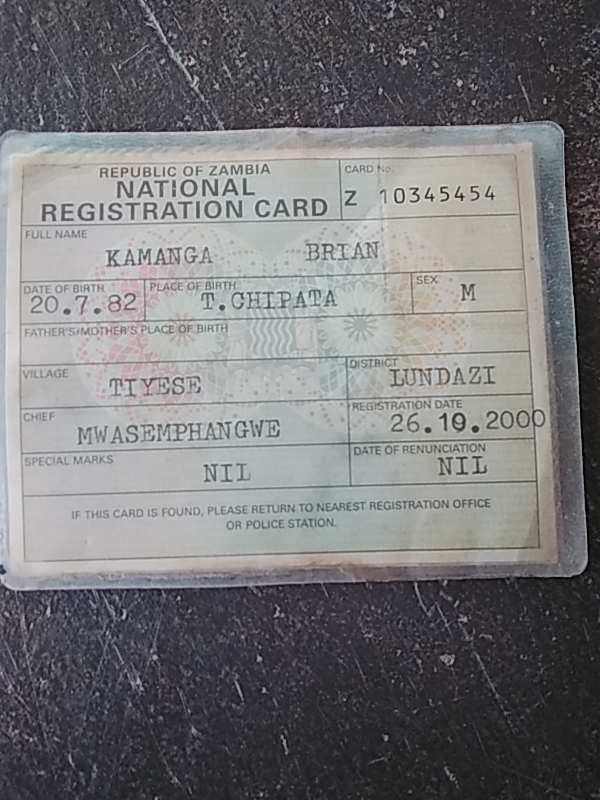 REPUBLIC OF ZAMBIA
NATIONAL
REGISTRATION CARD
CARD No.
Z 10345454
FULL NAME
KAMANGA BRIAN
DATE OF BIRTH
20.7.82
PLACE OF BIRTH
T.CHIPATA
SEX
M
FATHER'S/MOTHER'S PLACE OF BIRTH
VILLAGE
TIYESE
DISTRICT
LUNDAZI
CHIEF
MWASEMPHANGWE
REGISTRATION DATE
26.19.2000
SPECIAL MARKS
NIL
DATE OF RENUNCIATION
NIL
IF THIS CARD IS FOUND, PLEASE RETURN TO NEAREST REGISTRATION OFFICE
OR POLICE STATION.